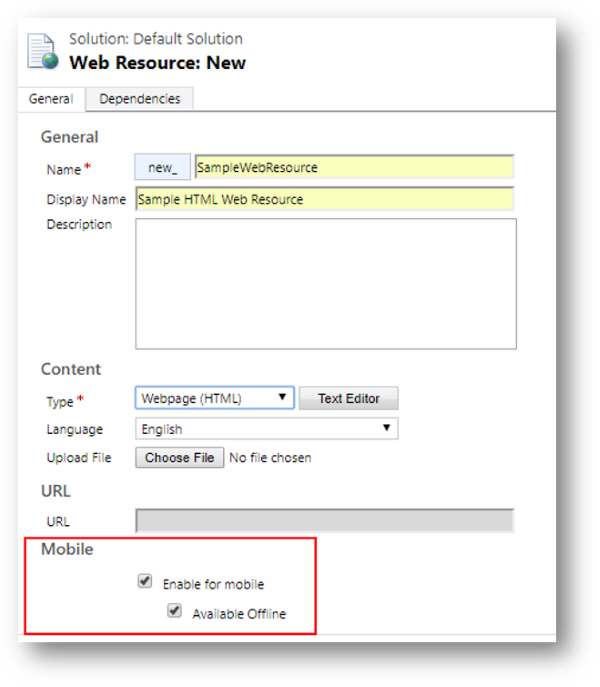 Solution: Default Solution
Web Resource: New
General Dependencies
General
Name * new_ SampleWebResource
Display Name Sample HTML Web Resource
Description
Content
Type * Webpage (HTML) Text Editor
Language English
Upload File Choose File No file chosen
URL
URL
Mobile
Enable for mobile
Available Offline